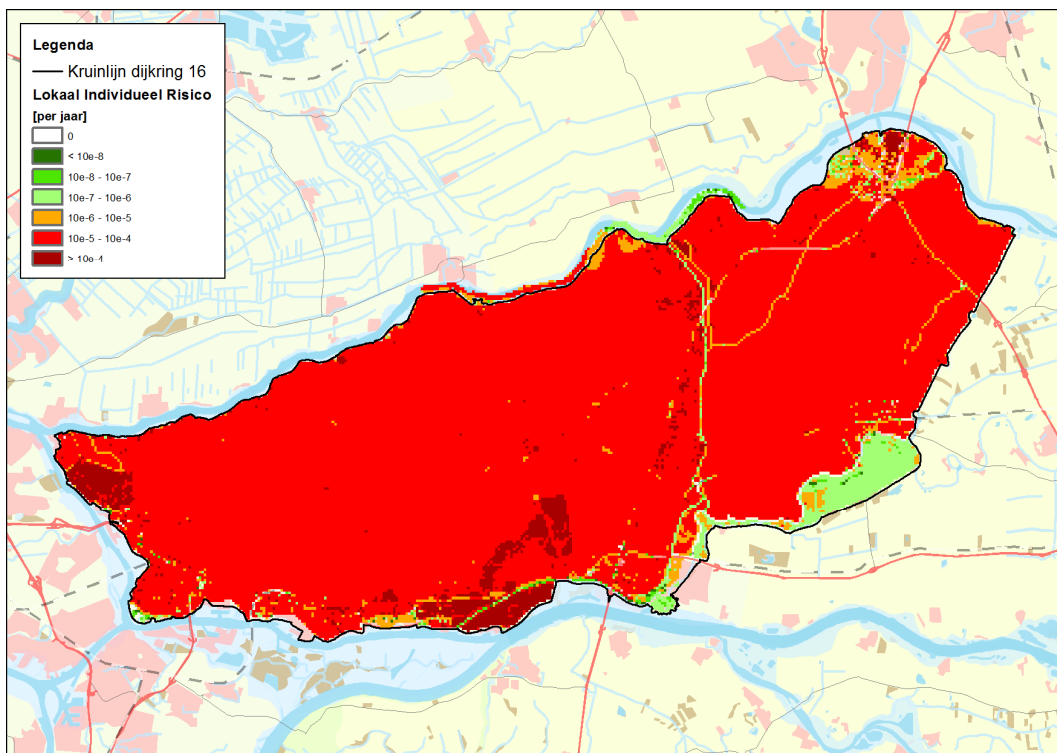 Legenda
Kruinlijn dijkring 16
Lokaal Individueel Risico
[per jaar]
0
< 10e-8
10e-8 - 10e-7
10e-7 - 10e-6
10e-6 - 10e-5
10e-5 - 10e-4
> 10e-4